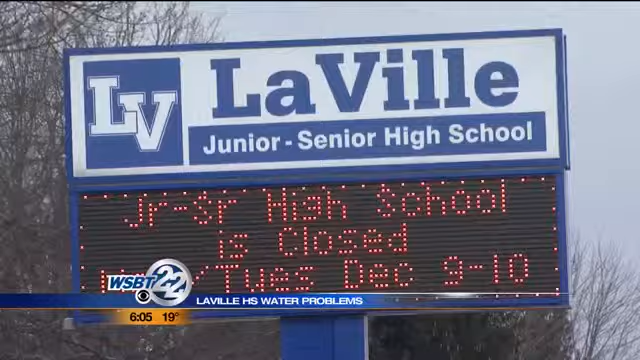 LV
LaVille
Junior - Senior High School
Jr-Sr High School
is Closed
/Tues Dec 9-10
WSBT 22
LAVILLE HS WATER PROBLEMS
6:05 19°